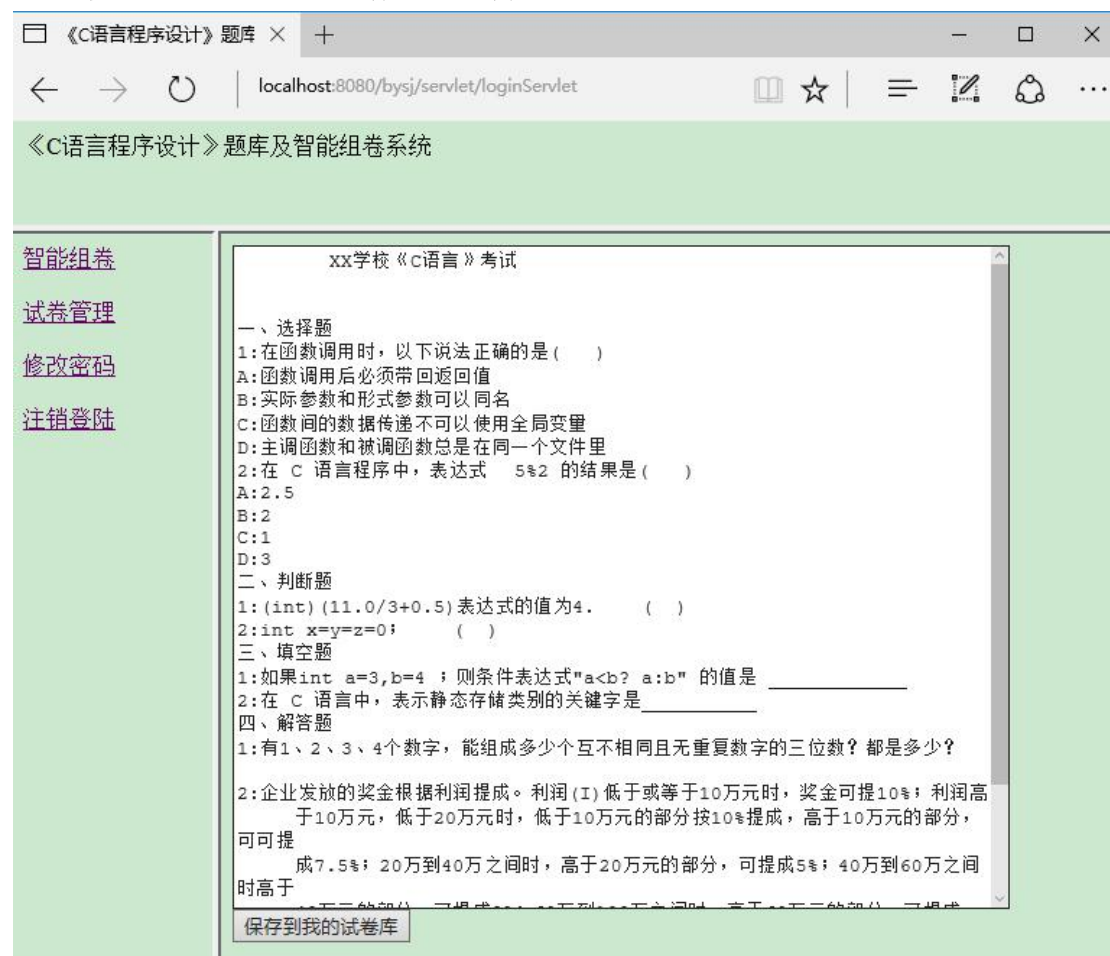 《C语言程序设计》题库
localhost:8080/bysj/servlet/loginServlet
《C语言程序设计》题库及智能组卷系统
智能组卷
试卷管理
修改密码
注销登陆
XX学校《C语言》考试
一、选择题
1:在函数调用时，以下说法正确的是(  )
A:函数调用后必须带回返回值
B:实际参数和形式参数可以同名
C:函数间的数据传递不可以使用全局变量
D:主调函数和被调函数总是在同一个文件里
2:在 C 语言程序中，表达式  5%2 的结果是(  )
A:2.5
B:2
C:1
D:3
二、判断题
1:(int)(11.0/3+0.5)表达式的值为4.   (  )
2:int x=y=z=0;   (  )
三、填空题
1:如果int a=3,b=4 ；则条件表达式"a<b? a:b" 的值是 ____________
2:在 C 语言中，表示静态存储类别的关键字是__________
四、解答题
1:有1、2、3、4个数字，能组成多少个互不相同且无重复数字的三位数？都是多少？
2:企业发放的奖金根据利润提成。利润(I)低于或等于10万元时，奖金可提10%；利润高
于10万元，低于20万元时，低于10万元的部分按10%提成，高于10万元的部分，
可可提
成7.5%；20万到40万之间时，高于20万元的部分，可提成5%；40万到60万之间
时高于
保存到我的试卷库